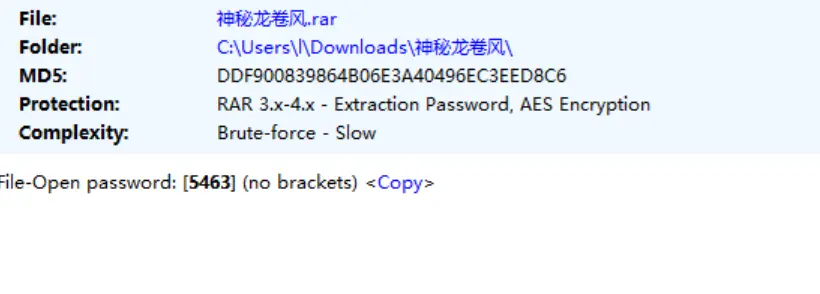 File: 神秘龙卷风.rar
Folder: C:\Users\l\Downloads\神秘龙卷风\
MD5: DDF900839864B06E3A40496EC3EED8C6
Protection: RAR 3.x-4.x - Extraction Password, AES Encryption
Complexity: Brute-force - Slow
File-Open password: [5463] (no brackets) <Copy>